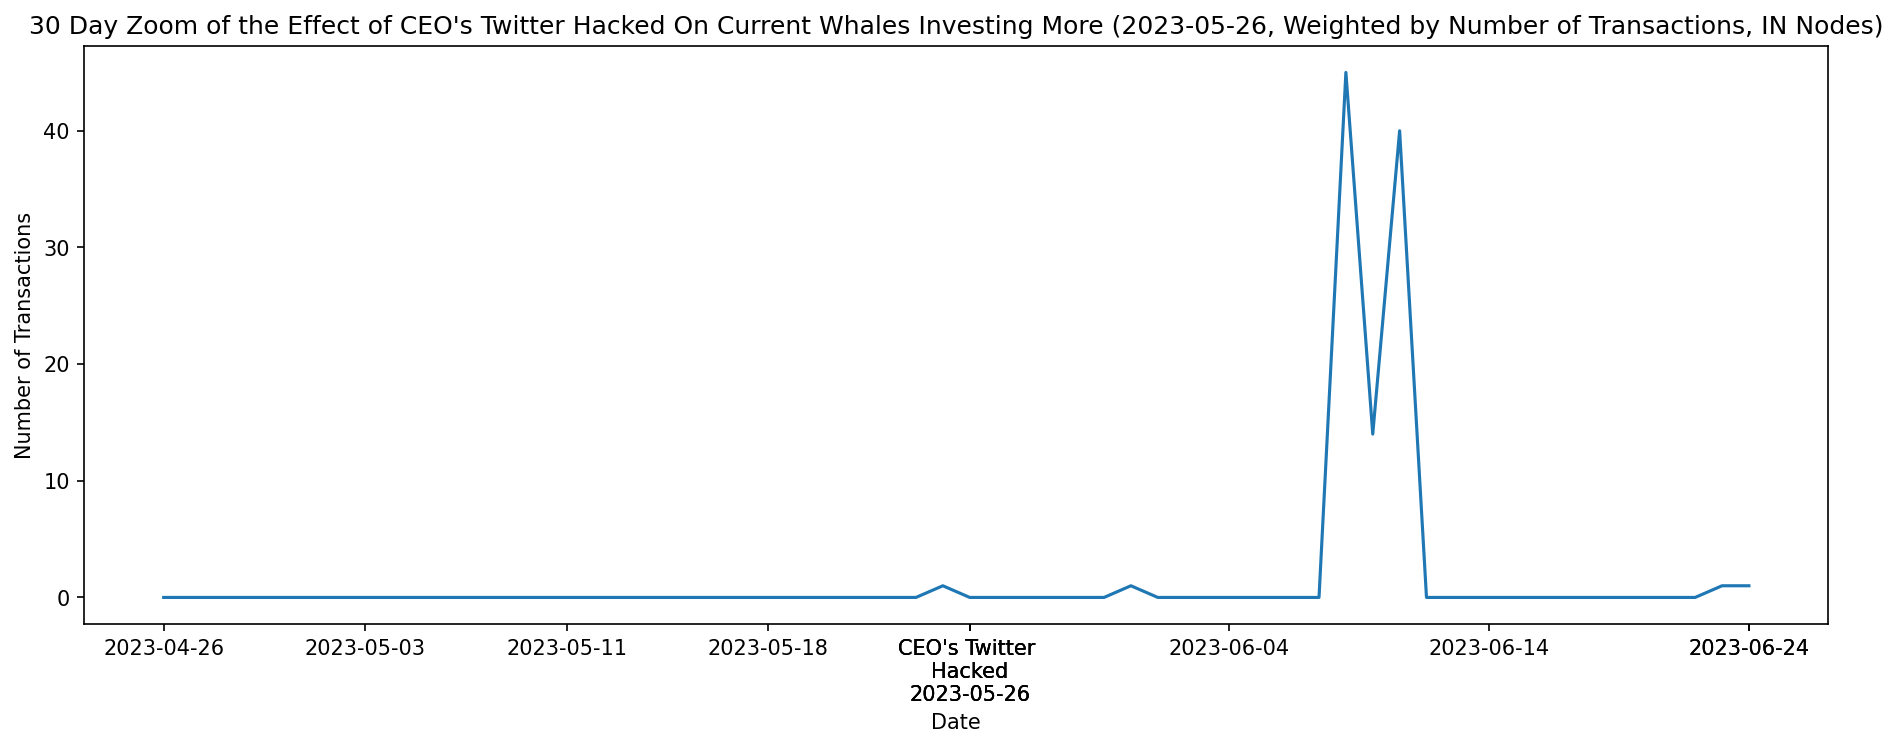 30 Day Zoom of the Effect of CEO's Twitter Hacked On Current Whales Investing More (2023-05-26, Weighted by Number of Transactions, IN Nodes)
Number of Transactions
40
30
20
10
0
2023-04-26
2023-05-03
2023-05-11
2023-05-18
CEO's Twitter
Hacked
2023-05-26
2023-06-04
2023-06-14
2023-06-24
Date